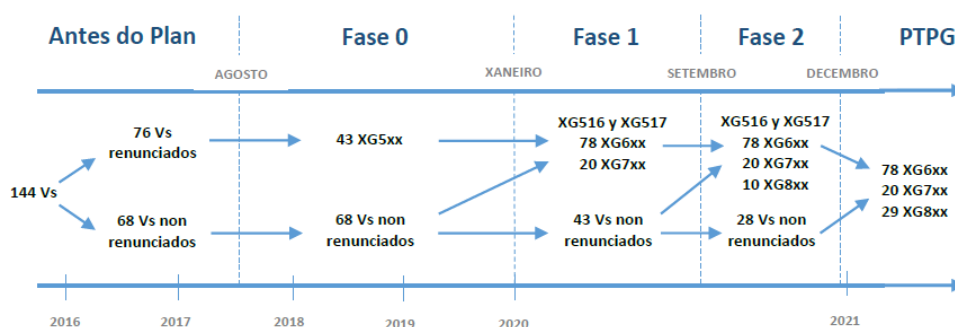 Antes do Plan
Fase 0
Fase 1
Fase 2
PTPG
AGOSTO
XANEIRO
SETEMBRO
DECEMBRO
144 Vs
76 Vs
renunciados
68 Vs non
renunciados
43 XG5xx
68 Vs non
renunciados
XG516 y XG517
78 XG6xx
20 XG7xx
43 Vs non
renunciados
XG516 y XG517
78 XG6xx
20 XG7xx
10 XG8xx
28 Vs non
renunciados
78 XG6xx
20 XG7xx
29 XG8xx
2016
2017
2018
2019
2020
2021